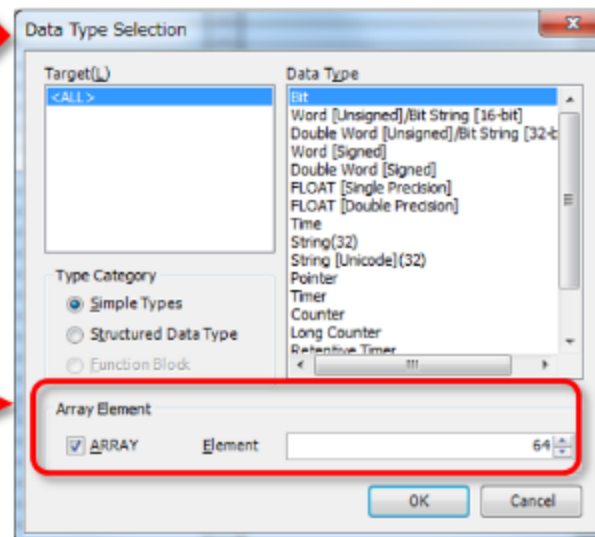 Data Type Selection
Target(L)
<ALL>
Data Type
Bit
Word [Unsigned]/Bit String [16-bit]
Double Word [Unsigned]/Bit String [32-b
Word [Signed]
Double Word [Signed]
FLOAT [Single Precision]
FLOAT [Double Precision]
Time
String(32)
String [Unicode](32)
Pointer
Timer
Counter
Long Counter
Retentive Timer
Type Category
Simple Types
Structured Data Type
Function Block
Array Element
ARRAY Element 64
OK Cancel